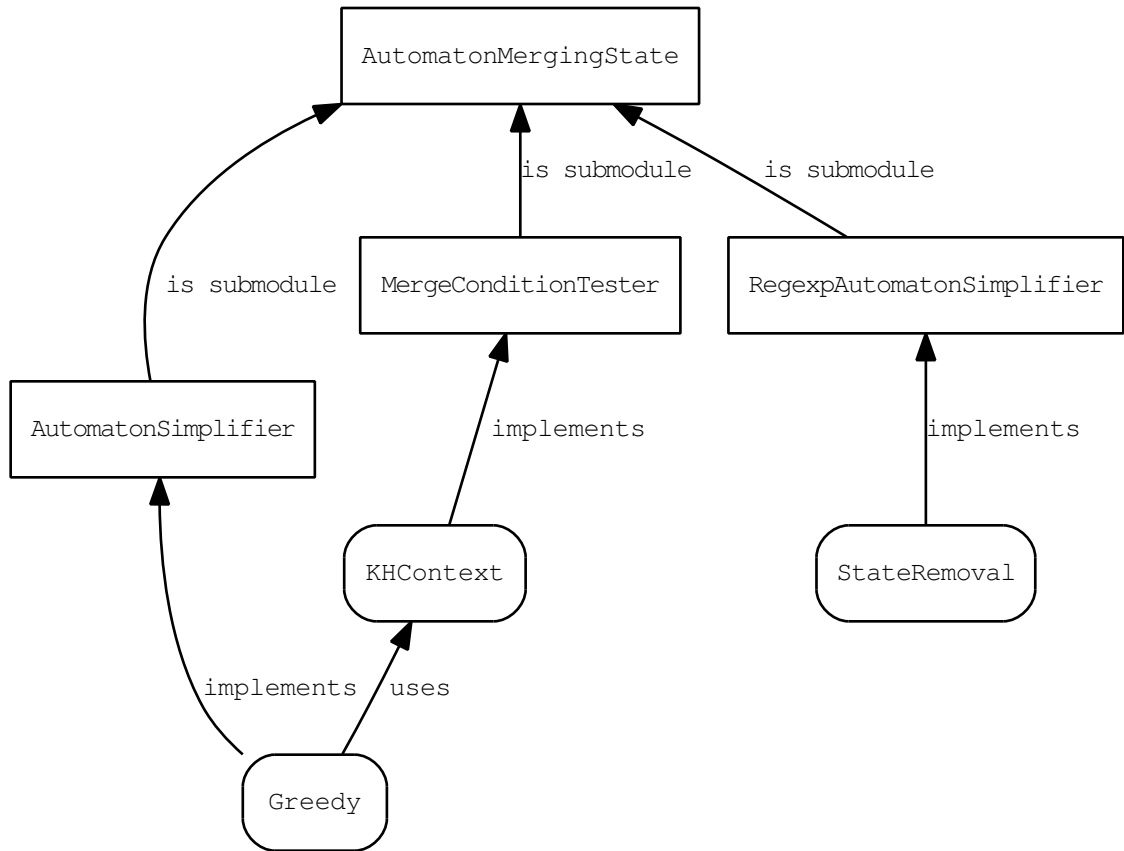 AutomatonMergingState
is submodule
is submodule
is submodule
MergeConditionTester
RegexpAutomatonSimplifier
AutomatonSimplifier
implements
implements
KHContext
StateRemoval
implements
uses
Greedy